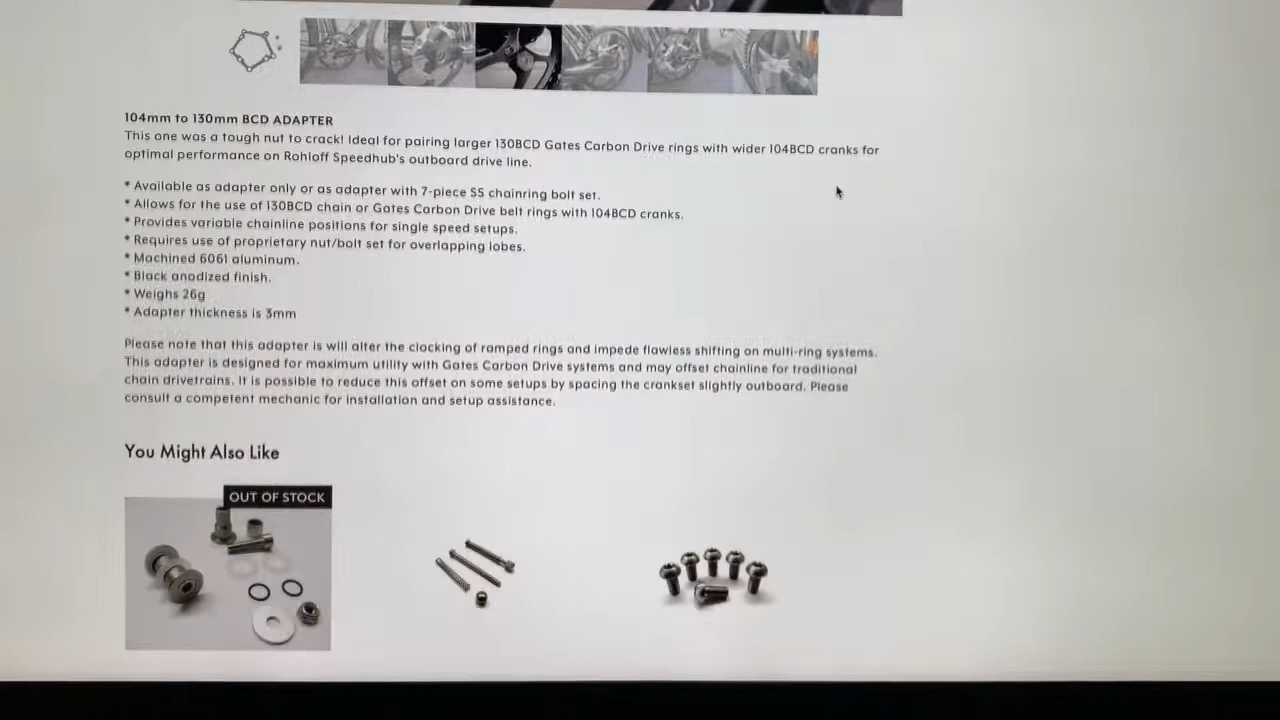 104mm to 130mm BCD ADAPTER
This one was a tough nut to crack! Ideal for pairing larger 130BCD Gates Carbon Drive rings with wider 104BCD cranks for
optimal performance on Rohloff Speedhub's outboard drive line.
* Available as adapter only or as adapter with 7-piece SS chainring bolt set.
* Allows for the use of 130BCD chain or Gates Carbon Drive belt rings with 104BCD cranks.
* Provides variable chainline positions for single speed setups.
* Requires use of proprietary nut/bolt set for overlapping lobes.
* Machined 6061 aluminum.
* Black anodized finish.
* Weighs 26g
* Adapter thickness is 3mm
Please note that this adapter is will alter the clocking of ramped rings and impede flawless shifting on multi-ring systems.
This adapter is designed for maximum utility with Gates Carbon Drive systems and may offset chainline for traditional
chain drivetrains. It is possible to reduce this offset on some setups by spacing the crankset slightly outboard. Please
consult a competent mechanic for installation and setup assistance.
You Might Also Like
OUT OF STOCK